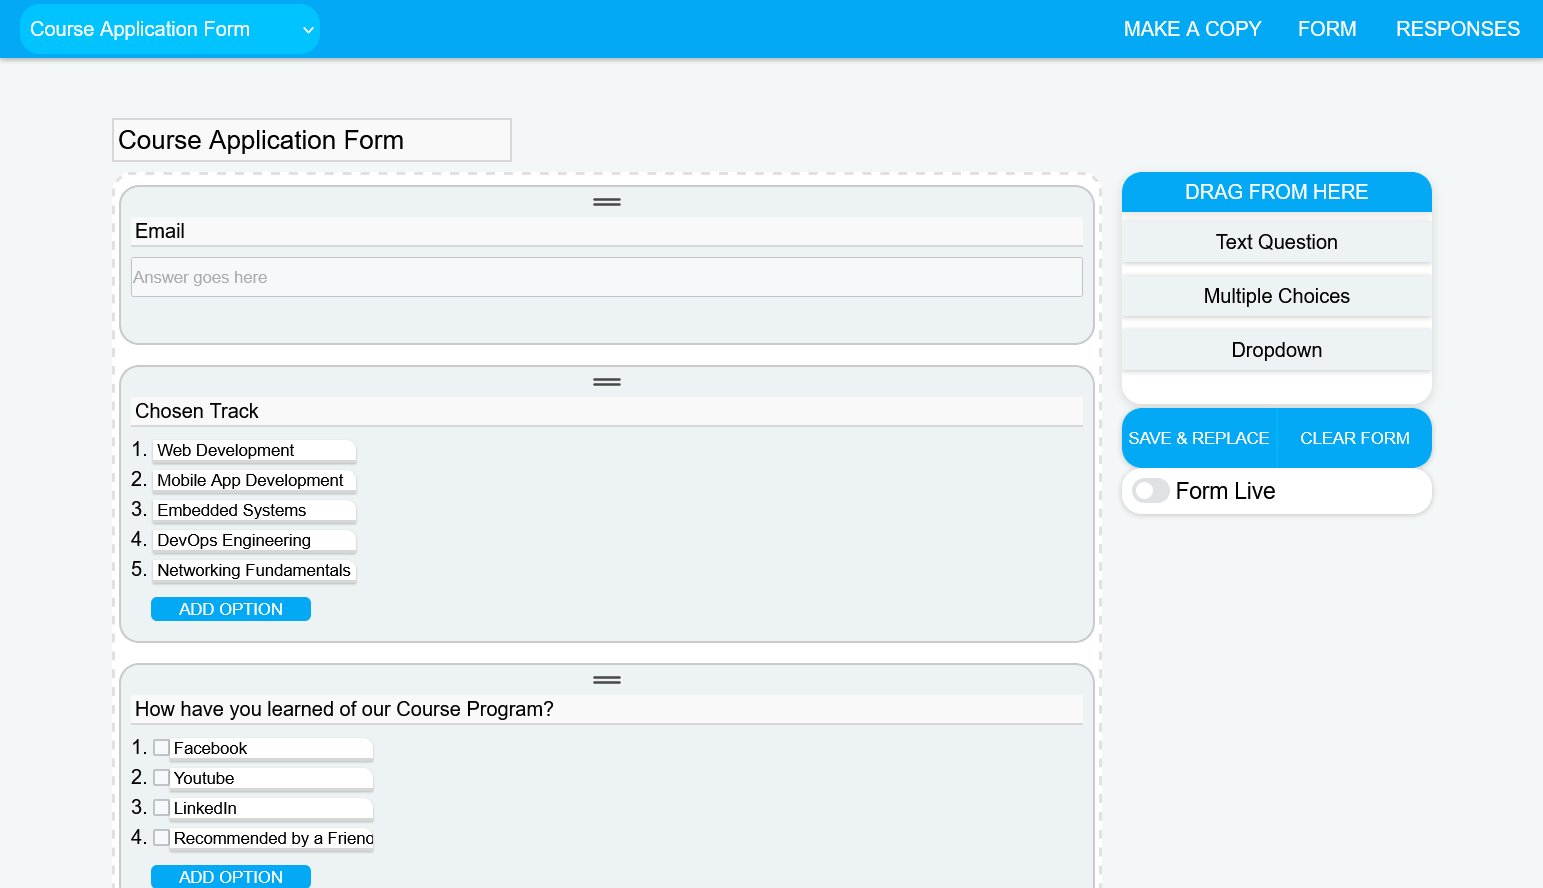 Course Application Form
MAKE A COPY
FORM
RESPONSES
Course Application Form
Email
Answer goes here
Chosen Track
1. Web Development
2. Mobile App Development
3. Embedded Systems
4. DevOps Engineering
5. Networking Fundamentals
ADD OPTION
How have you learned of our Course Program?
1. Facebook
2. Youtube
3. LinkedIn
4. Recommended by a Friend
ADD OPTION
DRAG FROM HERE
Text Question
Multiple Choices
Dropdown
SAVE & REPLACE
CLEAR FORM
Form Live